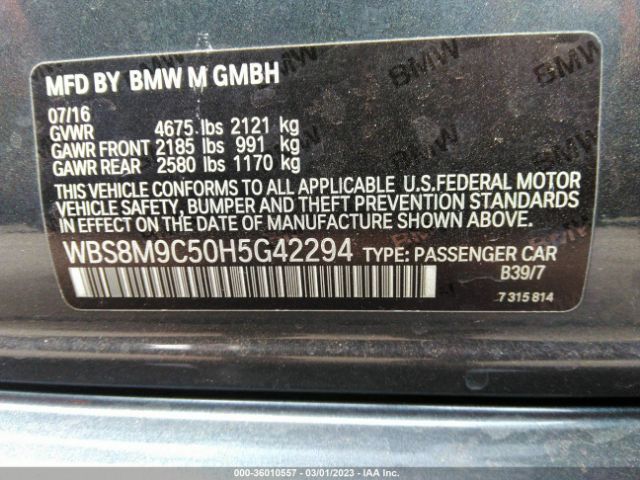 MFD BY BMW M GMBH
07/16
GVWR 4675 lbs 2121 kg
GAWR FRONT 2185 lbs 991 kg
GAWR REAR 2580 lbs 1170 kg
THIS VEHICLE CONFORMS TO ALL APPLICABLE U.S.FEDERAL MOTOR
VEHICLE SAFETY, BUMPER AND THEFT PREVENTION STANDARDS
IN EFFECT ON THE DATE OF MANUFACTURE SHOWN ABOVE.
WBS8M9C50H5G42294 TYPE: PASSENGER CAR
B39/7
7 315 814
000-36010557 - 03/01/2023 - IAA Inc.